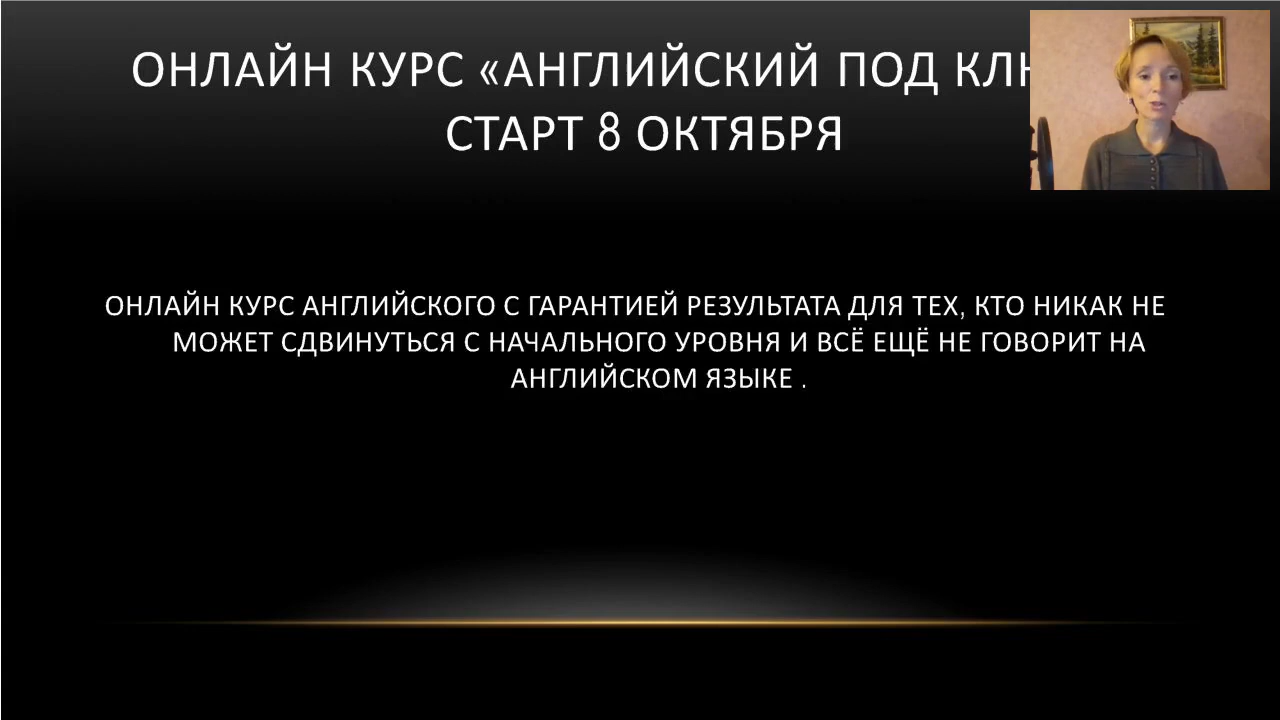 ОНЛАЙН КУРС «АНГЛИЙСКИЙ ПОД
СТАРТ 8 ОКТЯБРЯ
ОНЛАЙН КУРС АНГЛИЙСКОГО С ГАРАНТИЕЙ РЕЗУЛЬТАТА ДЛЯ ТЕХ, КТО НИКАК НЕ
МОЖЕТ СДВИНУТЬСЯ С НАЧАЛЬНОГО УРОВНЯ И ВСЁ ЕЩЁ НЕ ГОВОРИТ НА
АНГЛИЙСКОМ ЯЗЫКЕ .